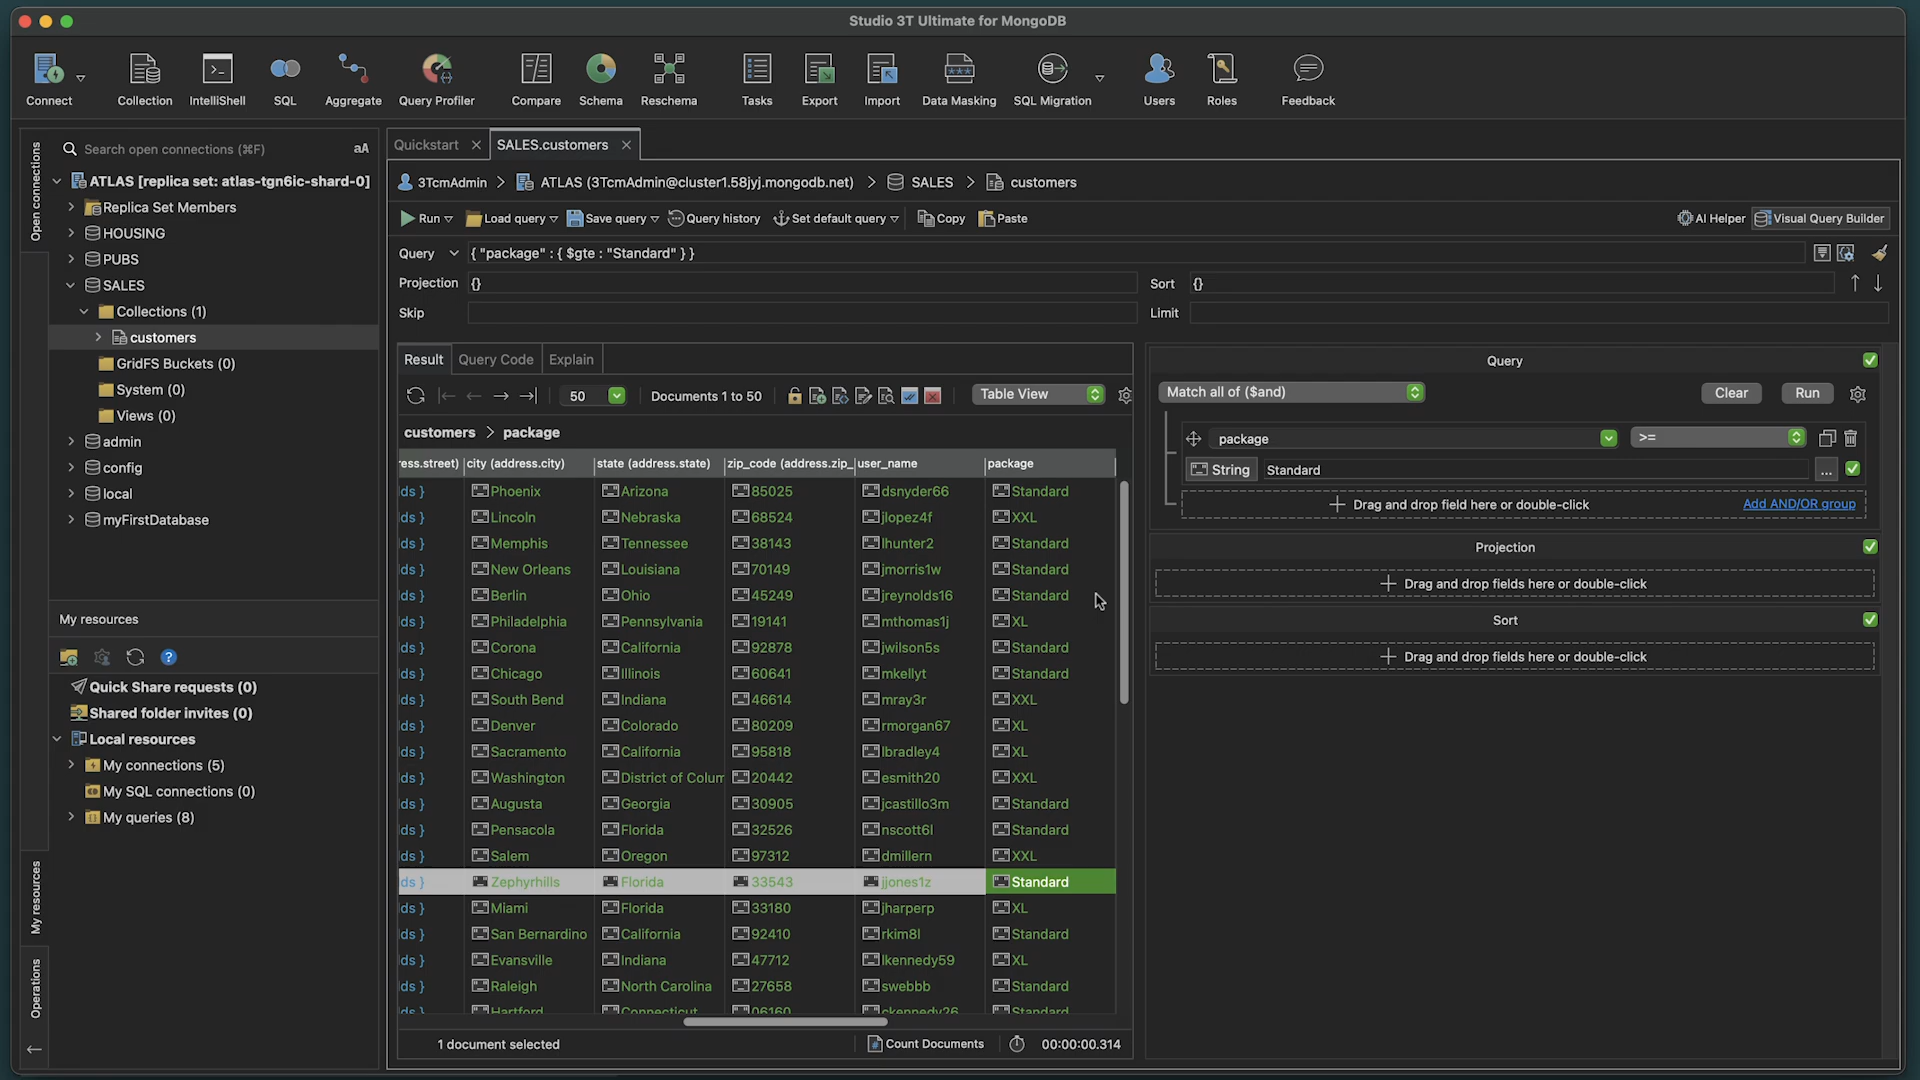 Studio 3T Ultimate for MongoDB
Connect
Collection
IntelliShell
SQL
Aggregate
Query Profiler
Compare
Schema
Reschema
Tasks
Export
Import
Data Masking
SQL Migration
Users
Roles
Feedback
Open connections
Search open connections (⌘F)
aA
ATLAS [replica set: atlas-tgn6ic-shard-0]
Replica Set Members
HOUSING
PUBS
SALES
Collections (1)
customers
GridFS Buckets (0)
System (0)
Views (0)
admin
config
local
myFirstDatabase
My resources
Quick Share requests (0)
Shared folder invites (0)
Local resources
My connections (5)
My SQL connections (0)
My queries (8)
My resources
Operations
Quickstart
SALES.customers
3TcmAdmin
ATLAS (3TcmAdmin@cluster1.58jyj.mongodb.net)
SALES
customers
Run
Load query
Save query
Query history
Set default query
Copy
Paste
AI Helper
Visual Query Builder
Query
{ "package" : { $gte : "Standard" } }
Projection
{}
Sort
{}
Skip
Limit
Result
Query Code
Explain
50
Documents 1 to 50
Table View
customers > package
ress.street) city (address.city) state (address.state) zip_code (address.zip_ user_name package
ds } Phoenix Arizona 85025 dsnyder66 Standard
ds } Lincoln Nebraska 68524 jlopez4f XXL
ds } Memphis Tennessee 38143 lhunter2 Standard
ds } New Orleans Louisiana 70149 jmorris1w Standard
ds } Berlin Ohio 45249 jreynolds16 Standard
ds } Philadelphia Pennsylvania 19141 mthomas1j XL
ds } Corona California 92878 jwilson5s Standard
ds } Chicago Illinois 60641 mkellyt Standard
ds } South Bend Indiana 46614 mray3r XXL
ds } Denver Colorado 80209 rmorgan67 XL
ds } Sacramento California 95818 lbradley4 XL
ds } Washington District of Colum 20442 esmith20 XXL
ds } Augusta Georgia 30905 jcastillo3m Standard
ds } Pensacola Florida 32526 nscott6l Standard
ds } Salem Oregon 97312 dmillern XXL
ds } Zephyrhills Florida 33543 jjones1z Standard
ds } Miami Florida 33180 jharperp XL
ds } San Bernardino California 92410 rkim8l Standard
ds } Evansville Indiana 47712 lkennedy59 XL
ds } Raleigh North Carolina 27658 swebbb Standard
ds } Hartford Connecticut 06160 ckennedy26 Standard
1 document selected
Count Documents
00:00:00.314
Query
Match all of ($and)
Clear
Run
package
>=
String
Standard
...
Drag and drop field here or double-click
Add AND/OR group
Projection
Drag and drop fields here or double-click
Sort
Drag and drop fields here or double-click